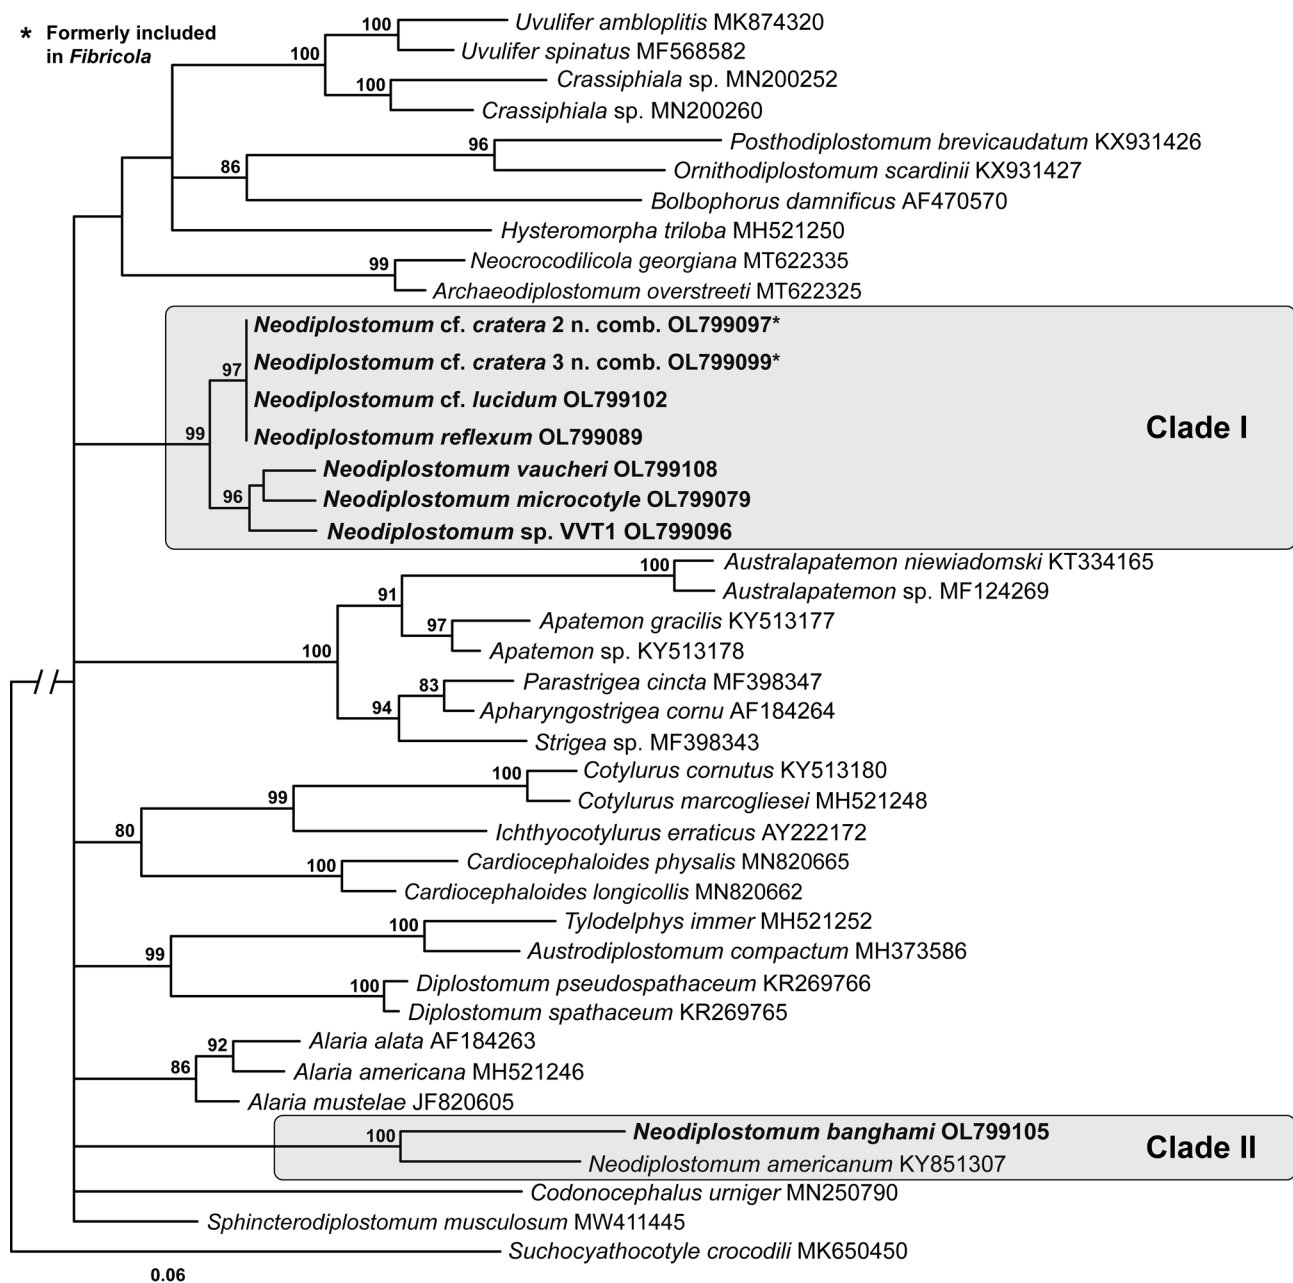 * Formerly included
in Fibricola
100 Uvulifer ambloplitis MK874320
Uvulifer spinatus MF568582
100
100 Crassiphiala sp. MN200252
Crassiphiala sp. MN200260
96 Posthodiplostomum brevicaudatum KX931426
86
Ornithodiplostomum scardinii KX931427
Bolbophorus damnificus AF470570
Hysteromorpha triloba MH521250
99 Neocrocodilicola georgiana MT622335
Archaeodiplostomum overstreeti MT622325
Neodiplostomum cf. cratera 2 n. comb. OL799097*
Neodiplostomum cf. cratera 3 n. comb. OL799099*
97
Neodiplostomum cf. lucidum OL799102
Clade I
99 Neodiplostomum reflexum OL799089
Neodiplostomum vaucheri OL799108
96 Neodiplostomum microcotyle OL799079
Neodiplostomum sp. VVT1 OL799096
100 Australapatemon niewiadomski KT334165
91 Australapatemon sp. MF124269
97 Apatemon gracilis KY513177
100 Apatemon sp. KY513178
83 Parastrigea cincta MF398347
94 Apharyngostrigea cornu AF184264
Strigea sp. MF398343
100 Cotylurus cornutus KY513180
99 Cotylurus marcogliesei MH521248
80 Ichthyocotylurus erraticus AY222172
100 Cardiocephaloides physalis MN820665
Cardiocephaloides longicollis MN820662
100 Tylodelphys immer MH521252
99 Austrodiplostomum compactum MH373586
100 Diplostomum pseudospathaceum KR269766
Diplostomum spathaceum KR269765
92 Alaria alata AF184263
86 Alaria americana MH521246
Alaria mustelae JF820605
100 Neodiplostomum banghami OL799105
Clade II
Neodiplostomum americanum KY851307
Codonocephalus urniger MN250790
Sphincterodiplostomum musculosum MW411445
Suchocyathocotyle crocodili MK650450
0.06